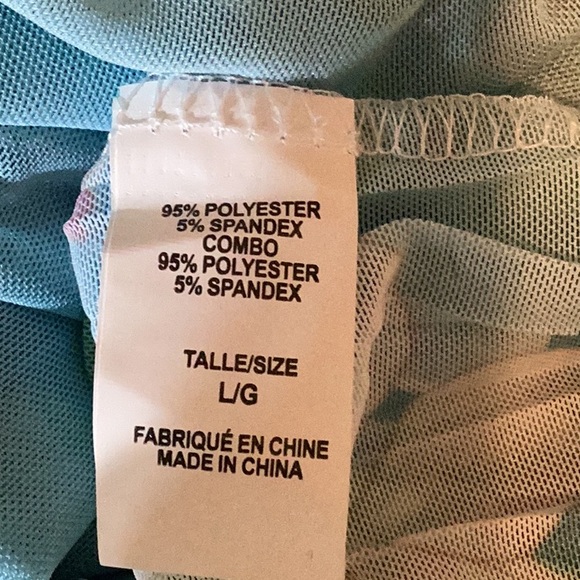 95% POLYESTER
5% SPANDEX
COMBO
95% POLYESTER
5% SPANDEX
TALLE/SIZE
L/G
FABRIQUÉ EN CHINE
MADE IN CHINA